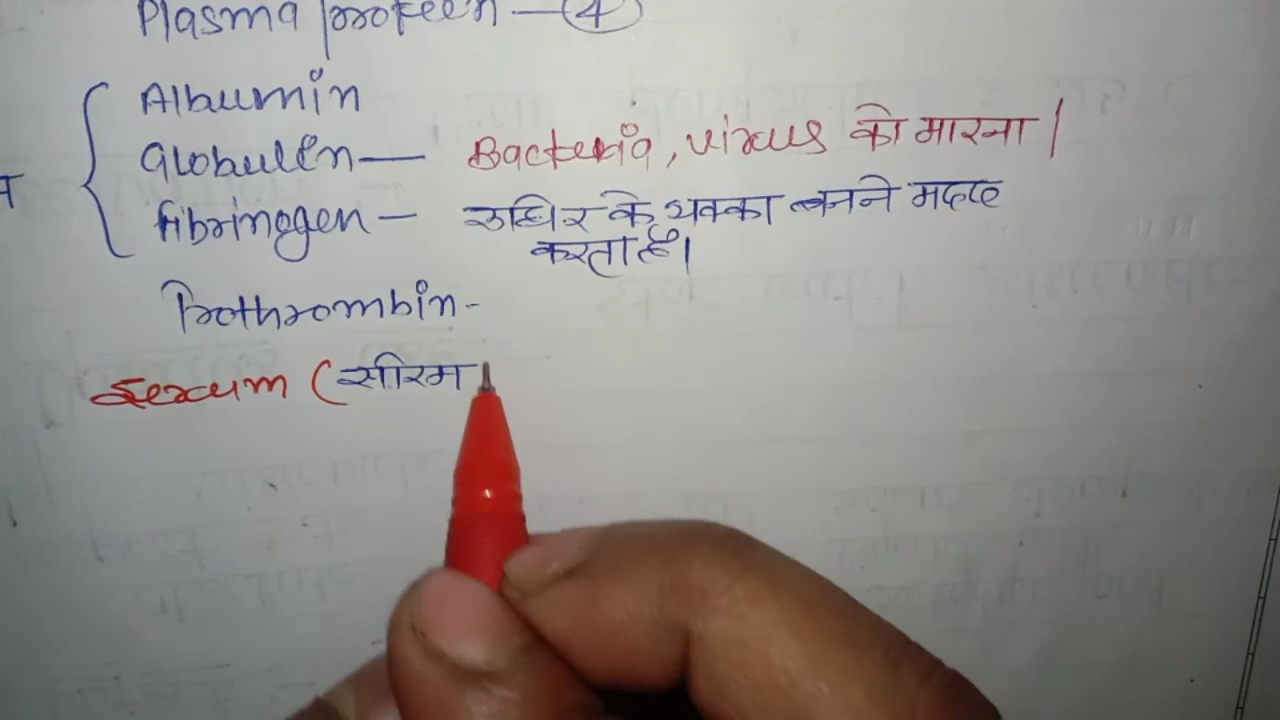 Plasma protein — 4
Albumin
Globulin — Bacteria, virus को मारना |
fibrinogen — रुधिर के थक्का बनने मदद
करता है।
Prothrombin -
Serum (सीरम